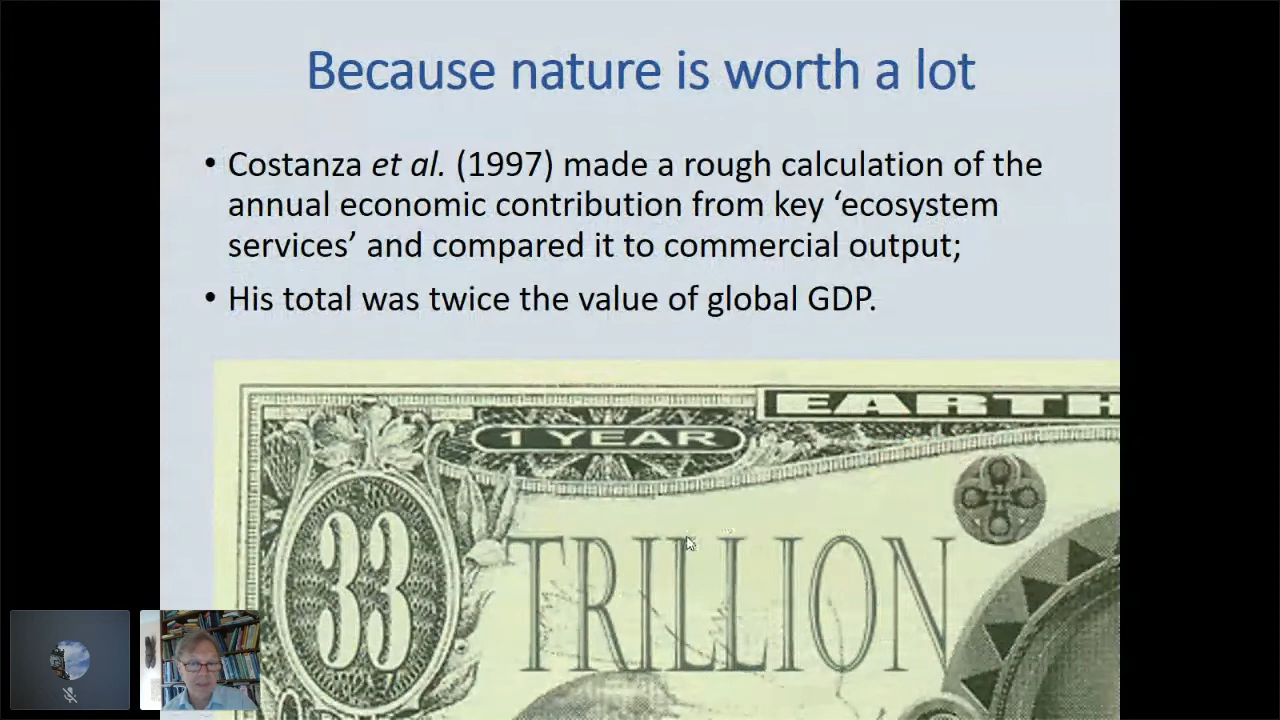 Because nature is worth a lot
• Costanza et al. (1997) made a rough calculation of the
annual economic contribution from key ‘ecosystem
services’ and compared it to commercial output;
• His total was twice the value of global GDP.
EARTH
1 YEAR
33
TRILLION